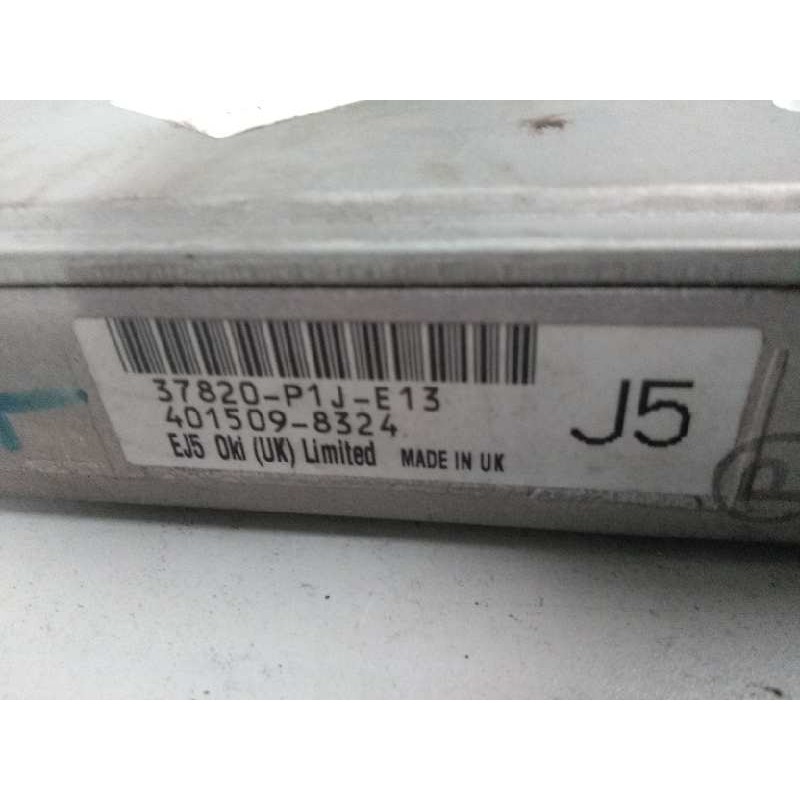 37820-P1J-E13
401509-8324
EJ5 Oki (UK) Limited MADE IN UK
J5